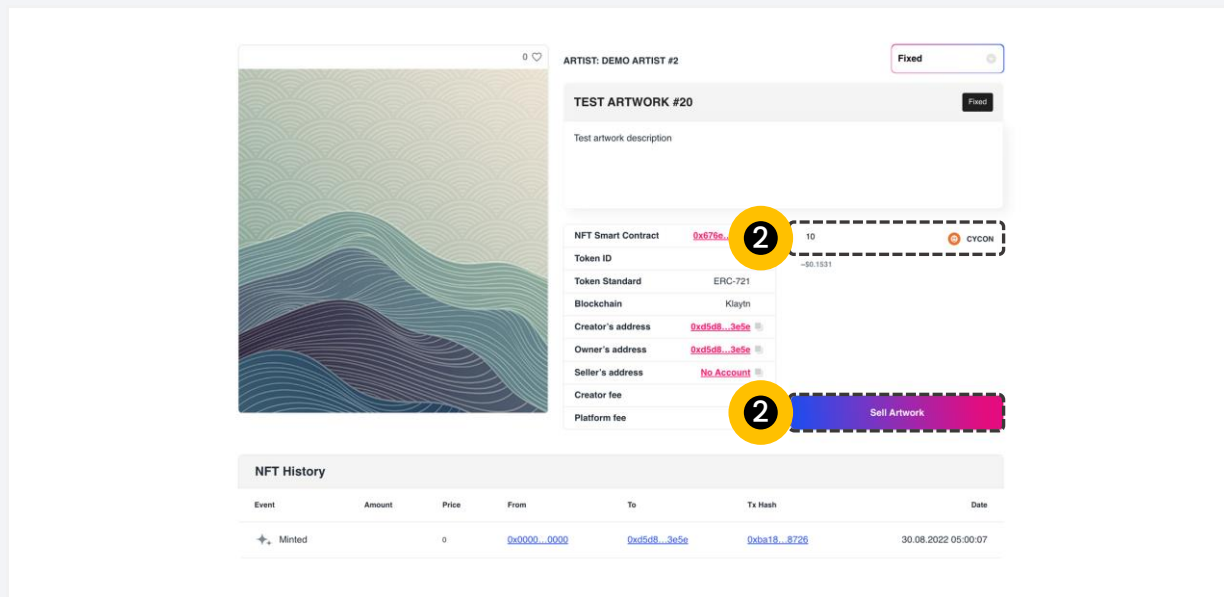 0
ARTIST: DEMO ARTIST #2
Fixed
TEST ARTWORK #20
Fixed
Test artwork description
NFT Smart Contract 0x676e..
2
10 CYCON
~$0.1531
Token ID
Token Standard ERC-721
Blockchain Klaytn
Creator's address 0xd5d8...3e5e
Owner's address 0xd5d8...3e5e
Seller's address No Account
Creator fee
Platform fee
2
Sell Artwork
NFT History
Event Amount Price From To Tx Hash Date
Minted 0 0x0000...0000 0xd5d8...3e5e 0xba18...8726 30.08.2022 05:00:07